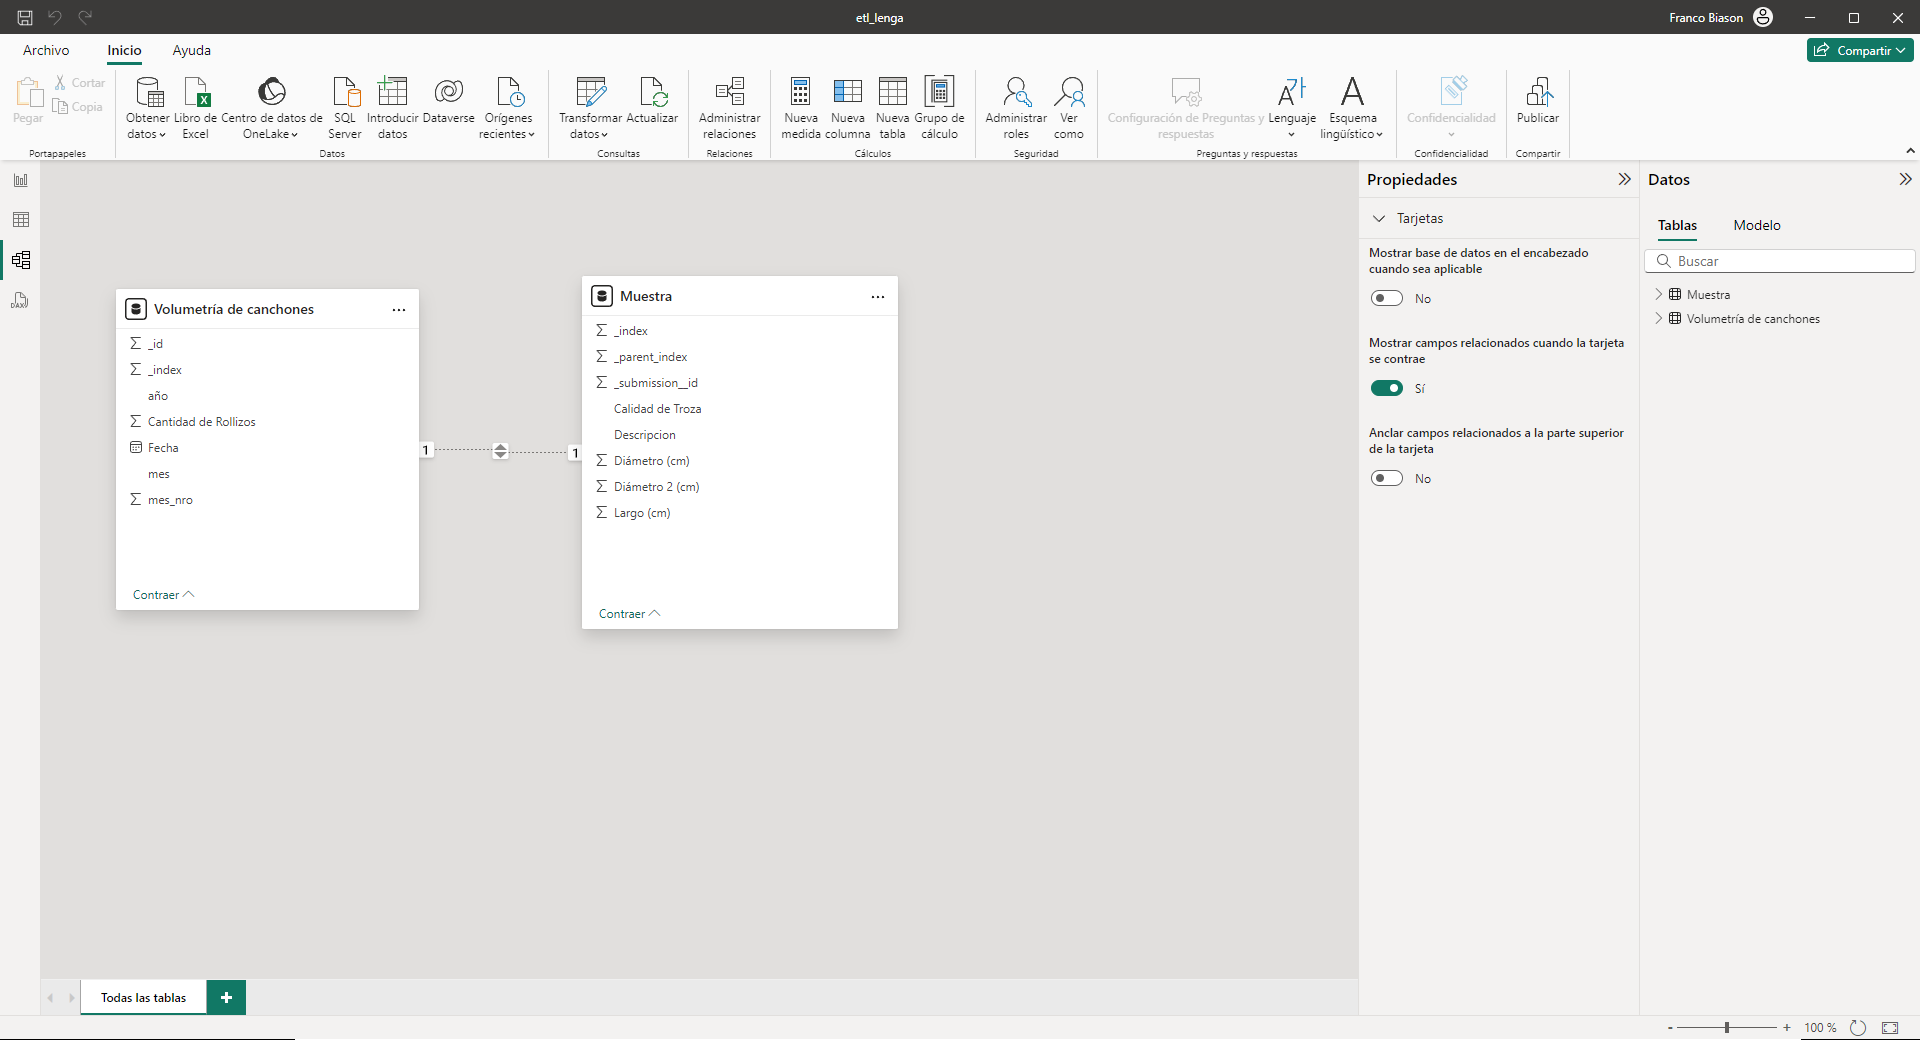 etl_lenga
Franco Biason
Archivo
Inicio
Ayuda
Compartir
Pegar
Cortar
Copia
Portapapeles
Obtener
datos
Libro de
Excel
Centro de datos de
OneLake
SQL
Server
Introducir
datos
Dataverse
Orígenes
recientes
Datos
Transformar
datos
Actualizar
Consultas
Administrar
relaciones
Relaciones
Nueva
medida
Nueva
columna
Nueva
tabla
Grupo de
cálculo
Cálculos
Administrar
roles
Ver
como
Seguridad
Configuración de Preguntas y
respuestas
Lenguaje
Esquema
lingüístico
Preguntas y respuestas
Confidencialidad
Confidencialidad
Publicar
Compartir
DAX
Volumetría de canchones
_id
_index
año
Cantidad de Rollizos
Fecha
mes
mes_nro
Contraer
1
1
Muestra
_index
_parent_index
_submission__id
Calidad de Troza
Descripcion
Diámetro (cm)
Diámetro 2 (cm)
Largo (cm)
Contraer
Propiedades
Tarjetas
Mostrar base de datos en el encabezado
cuando sea aplicable
No
Mostrar campos relacionados cuando la tarjeta
se contrae
Sí
Anclar campos relacionados a la parte superior
de la tarjeta
No
Datos
Tablas
Modelo
Buscar
Muestra
Volumetría de canchones
Todas las tablas
+
- + 100 %